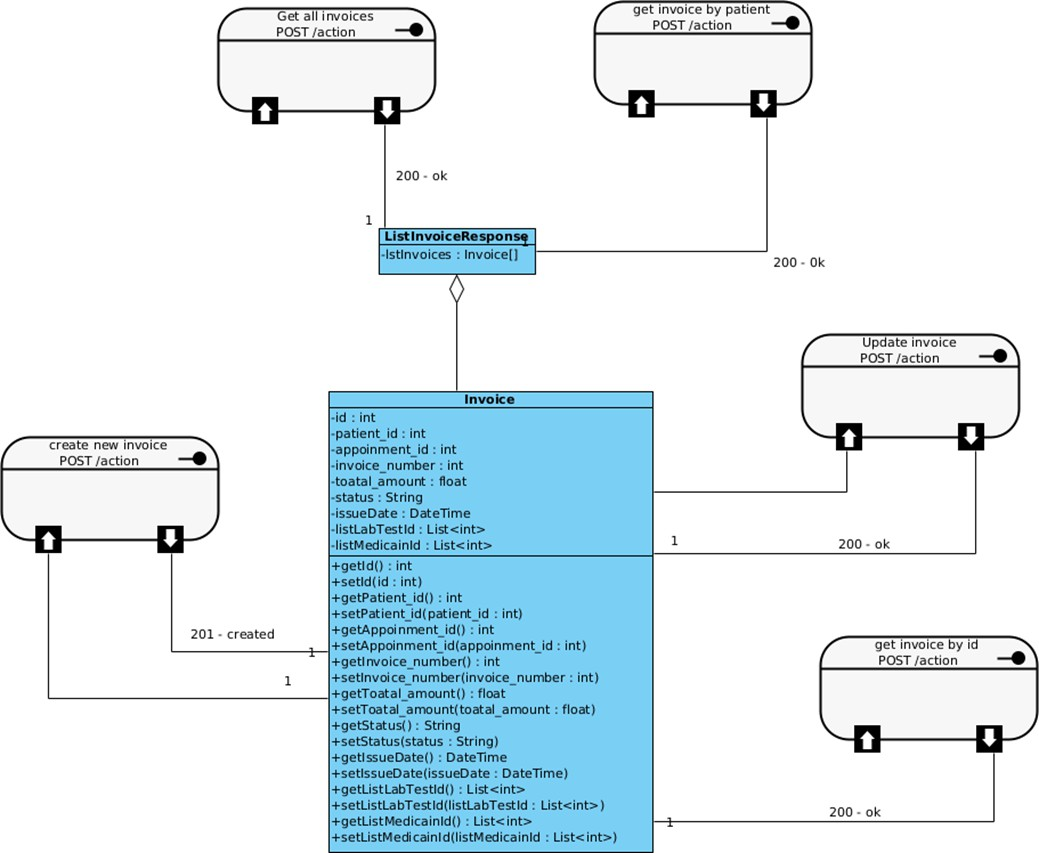 Get all invoices
POST /action
get invoice by patient
POST /action
200 - ok
1
ListInvoiceResponse
1
-lstInvoices : Invoice[]
200 - 0k
Update invoice
POST /action
Invoice
-id : int
-patient_id : int
-appoinment_id : int
-invoice_number : int
-toatal_amount : float
-status : String
-issueDate : DateTime
-listLabTestId : List<int>
-listMedicainId : List<int>
1
200 - ok
create new invoice
POST /action
+getId() : int
+setId(id : int)
+getPatient_id() : int
+setPatient_id(patient_id : int)
+getAppoinment_id() : int
+setAppoinment_id(appoinment_id : int)
+getInvoice_number() : int
+setInvoice_number(invoice_number : int)
+getToatal_amount() : float
+setToatal_amount(toatal_amount : float)
+getStatus() : String
+setStatus(status : String)
+getIssueDate() : DateTime
+setIssueDate(issueDate : DateTime)
+getListLabTestId() : List<int>
+setListLabTestId(listLabTestId : List<int>)
+getListMedicainId() : List<int>
+setListMedicainId(listMedicainId : List<int>)
201 - created
1
1
get invoice by id
POST /action
200 - ok
1